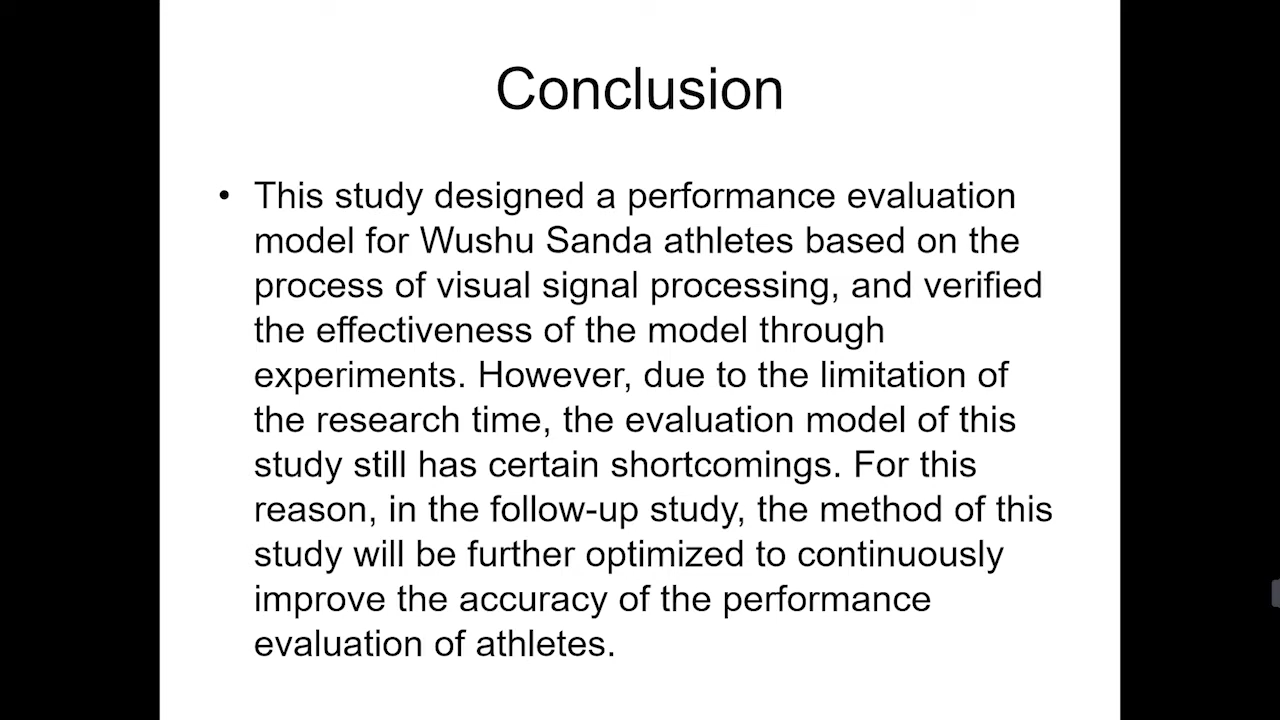 Conclusion
• This study designed a performance evaluation
model for Wushu Sanda athletes based on the
process of visual signal processing, and verified
the effectiveness of the model through
experiments. However, due to the limitation of
the research time, the evaluation model of this
study still has certain shortcomings. For this
reason, in the follow-up study, the method of this
study will be further optimized to continuously
improve the accuracy of the performance
evaluation of athletes.